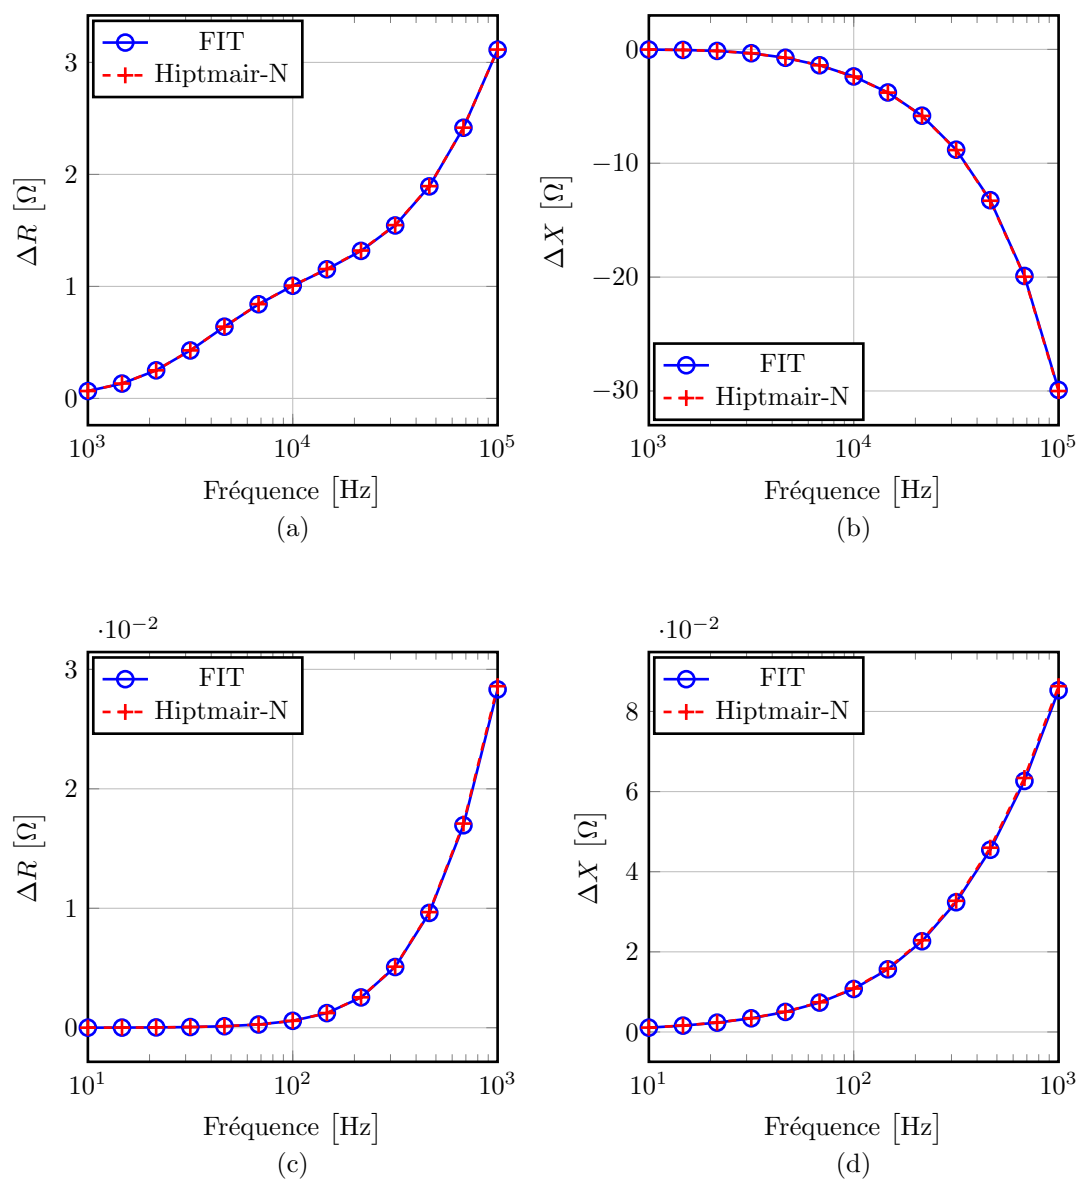 FIT
Hiptmair-N
3
2
1
0
ΔR [Ω]
10³ 10⁴ 10⁵
Fréquence [Hz]
(a)
0
−10
−20
−30
ΔX [Ω]
FIT
Hiptmair-N
10³ 10⁴ 10⁵
Fréquence [Hz]
(b)
·10⁻²
FIT
Hiptmair-N
3
2
1
0
ΔR [Ω]
10¹ 10² 10³
Fréquence [Hz]
(c)
·10⁻²
FIT
Hiptmair-N
8
6
4
2
0
ΔX [Ω]
10¹ 10² 10³
Fréquence [Hz]
(d)